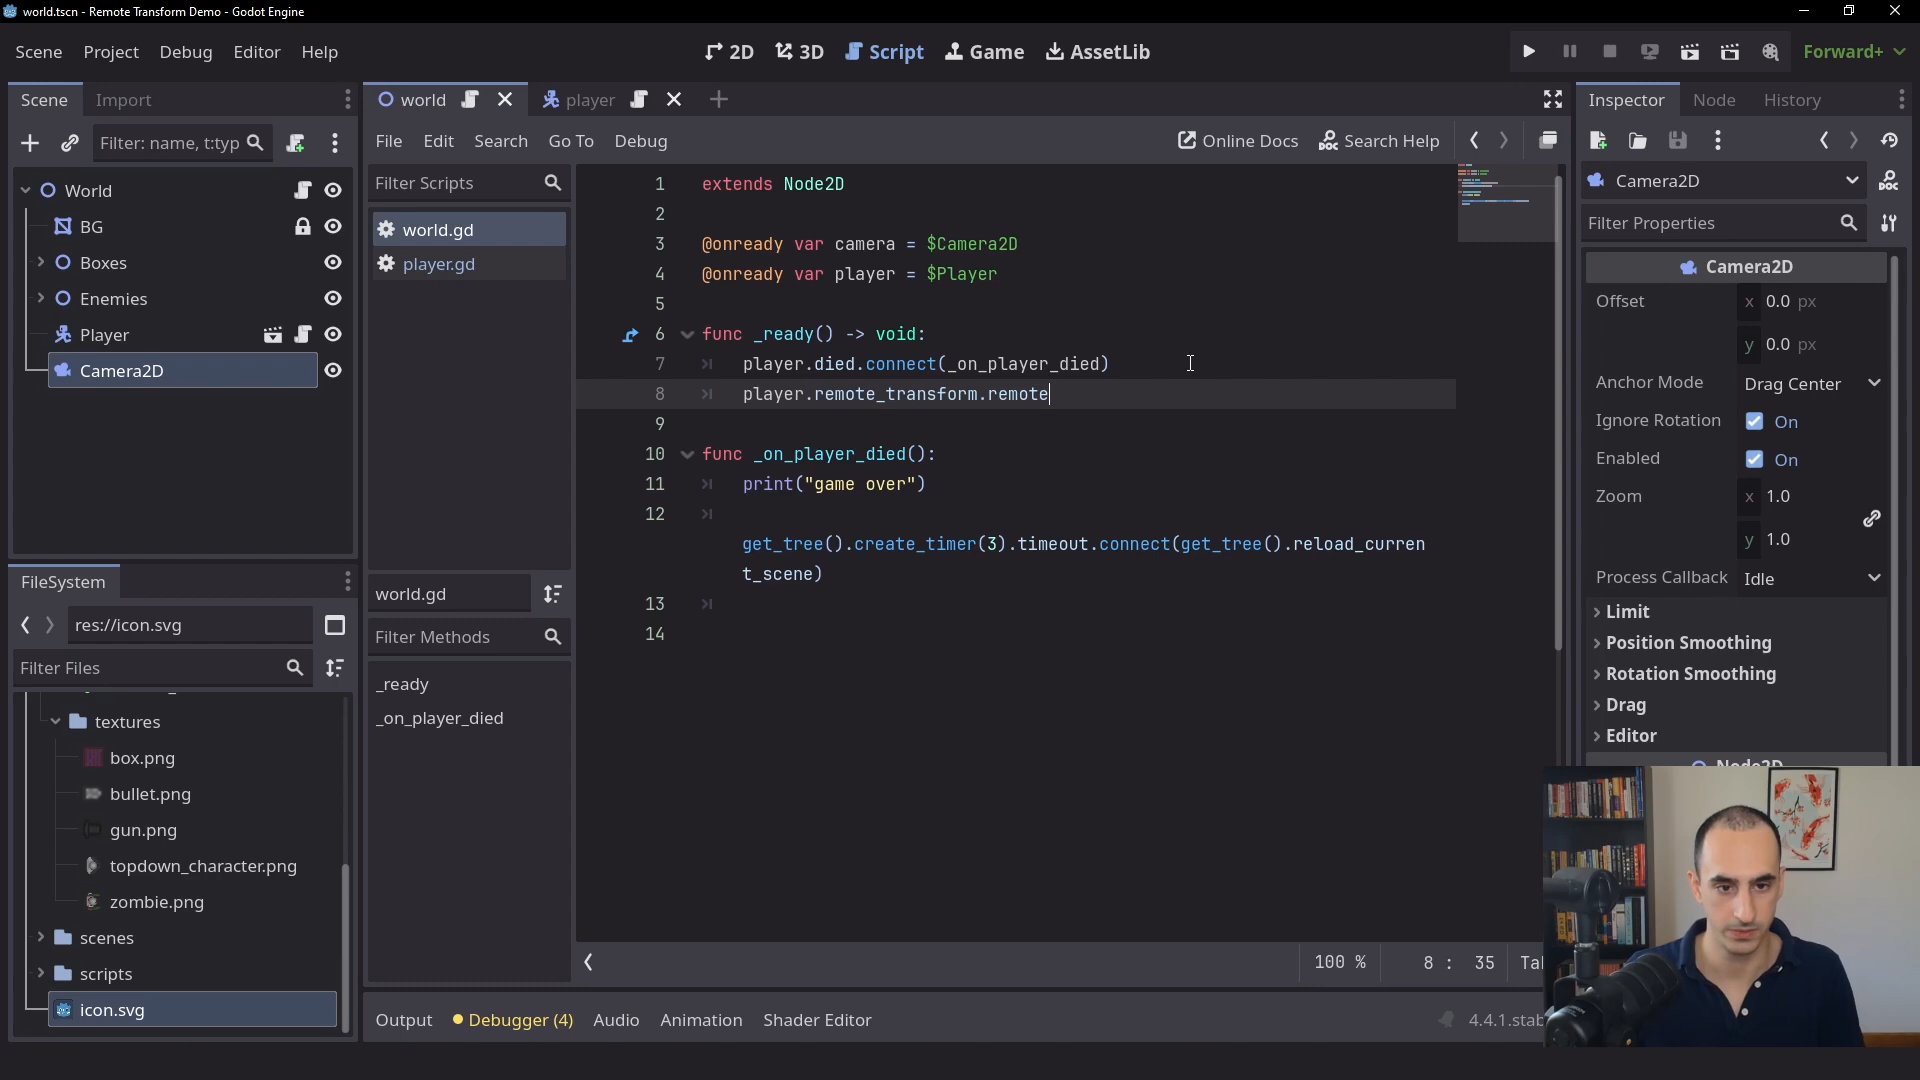 world.tscn - Remote Transform Demo - Godot Engine
Scene Project Debug Editor Help
2D 3D Script Game AssetLib
Forward+
Scene Import
Filter: name, t:typ
World
BG
Boxes
Enemies
Player
Camera2D
FileSystem
res://icon.svg
Filter Files
textures
box.png
bullet.png
gun.png
topdown_character.png
zombie.png
scenes
scripts
icon.svg
world player
File Edit Search Go To Debug
Online Docs Search Help
Filter Scripts
world.gd
player.gd
world.gd
Filter Methods
_ready
_on_player_died
1 extends Node2D
2
3 @onready var camera = $Camera2D
4 @onready var player = $Player
5
6 func _ready() -> void:
7 player.died.connect(_on_player_died)
8 player.remote_transform.remote
9
10 func _on_player_died():
11 print("game over")
12
get_tree().create_timer(3).timeout.connect(get_tree().reload_curren
t_scene)
13
14
100 % 8 : 35
Output Debugger (4) Audio Animation Shader Editor
Inspector Node History
Camera2D
DOC
Filter Properties
Camera2D
Offset x 0.0 px
y 0.0 px
Anchor Mode Drag Center
Ignore Rotation On
Enabled On
Zoom x 1.0
y 1.0
Process Callback Idle
Limit
Position Smoothing
Rotation Smoothing
Drag
Editor